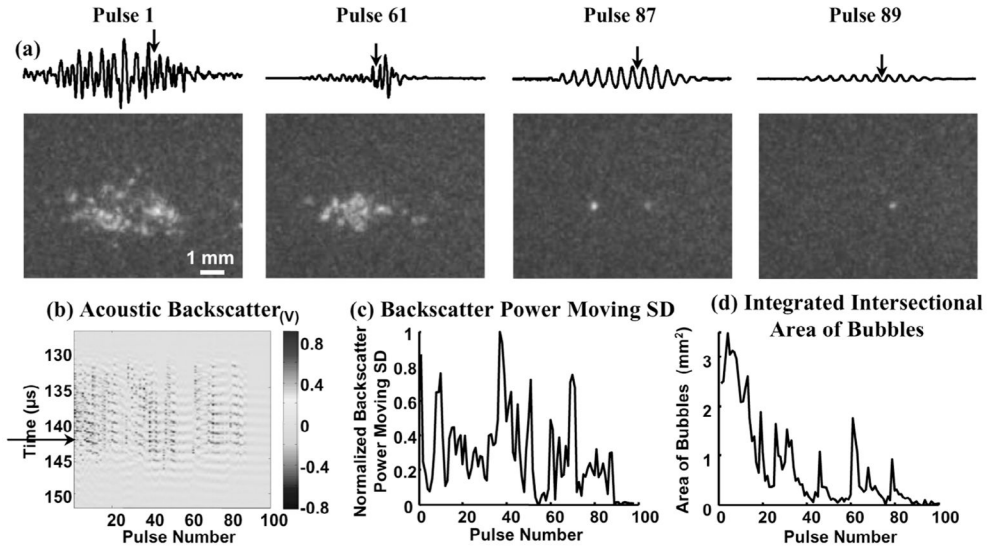 Pulse 1 Pulse 61 Pulse 87 Pulse 89
(a)
1 mm
(b) Acoustic Backscatter(V)
130
135
140
145
150
Time (µs)
20 40 60 80 100
Pulse Number
0.8
0.4
0
-0.4
-0.8
(c) Backscatter Power Moving SD
Normalized Backscatter
Power Moving SD
1
0.8
0.6
0.4
0.2
0
0 20 40 60 80 100
Pulse Number
(d) Integrated Intersectional
Area of Bubbles
Area of Bubbles (mm²)
3
2
1
0
0 20 40 60 80 100
Pulse Number